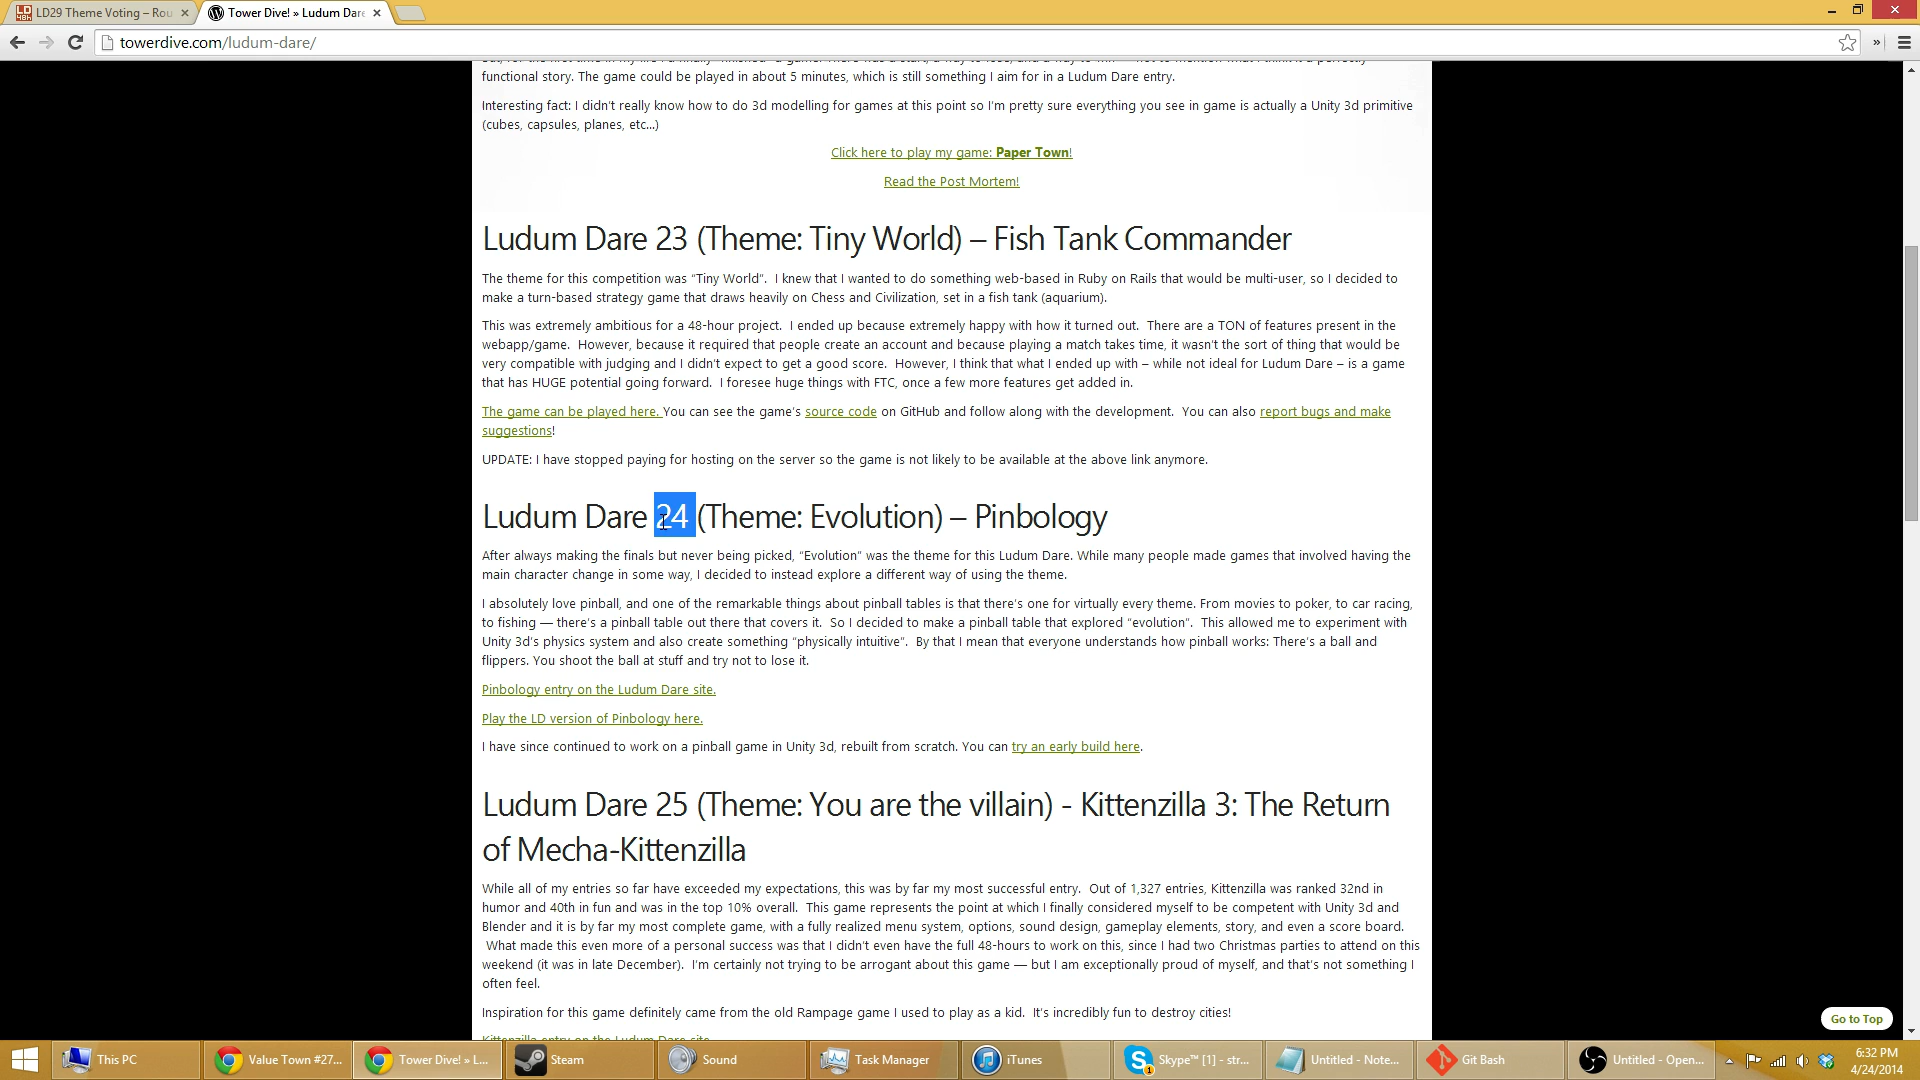 LD29 Theme Voting – Rou
Tower Dive! » Ludum Dare
towerdive.com/ludum-dare/
functional story. The game could be played in about 5 minutes, which is still something I aim for in a Ludum Dare entry.
Interesting fact: I didn't really know how to do 3d modelling for games at this point so I'm pretty sure everything you see in game is actually a Unity 3d primitive
(cubes, capsules, planes, etc...)
Click here to play my game: Paper Town!
Read the Post Mortem!
Ludum Dare 23 (Theme: Tiny World) – Fish Tank Commander
The theme for this competition was "Tiny World". I knew that I wanted to do something web-based in Ruby on Rails that would be multi-user, so I decided to
make a turn-based strategy game that draws heavily on Chess and Civilization, set in a fish tank (aquarium).
This was extremely ambitious for a 48-hour project. I ended up because extremely happy with how it turned out. There are a TON of features present in the
webapp/game. However, because it required that people create an account and because playing a match takes time, it wasn't the sort of thing that would be
very compatible with judging and I didn't expect to get a good score. However, I think that what I ended up with – while not ideal for Ludum Dare – is a game
that has HUGE potential going forward. I foresee huge things with FTC, once a few more features get added in.
The game can be played here. You can see the game's source code on GitHub and follow along with the development. You can also report bugs and make
suggestions!
UPDATE: I have stopped paying for hosting on the server so the game is not likely to be available at the above link anymore.
Ludum Dare 24 (Theme: Evolution) – Pinbology
After always making the finals but never being picked, "Evolution" was the theme for this Ludum Dare. While many people made games that involved having the
main character change in some way, I decided to instead explore a different way of using the theme.
I absolutely love pinball, and one of the remarkable things about pinball tables is that there's one for virtually every theme. From movies to poker, to car racing,
to fishing — there's a pinball table out there that covers it. So I decided to make a pinball table that explored "evolution". This allowed me to experiment with
Unity 3d's physics system and also create something "physically intuitive". By that I mean that everyone understands how pinball works: There's a ball and
flippers. You shoot the ball at stuff and try not to lose it.
Pinbology entry on the Ludum Dare site.
Play the LD version of Pinbology here.
I have since continued to work on a pinball game in Unity 3d, rebuilt from scratch. You can try an early build here.
Ludum Dare 25 (Theme: You are the villain) - Kittenzilla 3: The Return
of Mecha-Kittenzilla
While all of my entries so far have exceeded my expectations, this was by far my most successful entry. Out of 1,327 entries, Kittenzilla was ranked 32nd in
humor and 40th in fun and was in the top 10% overall. This game represents the point at which I finally considered myself to be competent with Unity 3d and
Blender and it is by far my most complete game, with a fully realized menu system, options, sound design, gameplay elements, story, and even a score board.
What made this even more of a personal success was that I didn't even have the full 48-hours to work on this, since I had two Christmas parties to attend on this
weekend (it was in late December). I'm certainly not trying to be arrogant about this game — but I am exceptionally proud of myself, and that's not something I
often feel.
Inspiration for this game definitely came from the old Rampage game I used to play as a kid. It's incredibly fun to destroy cities!
Go to Top
This PC
Value Town #27...
Tower Dive! » L...
Steam
Sound
Task Manager
iTunes
Skype™ [1] - str...
Untitled - Note...
Git Bash
Untitled - Open...
6:32 PM
4/24/2014